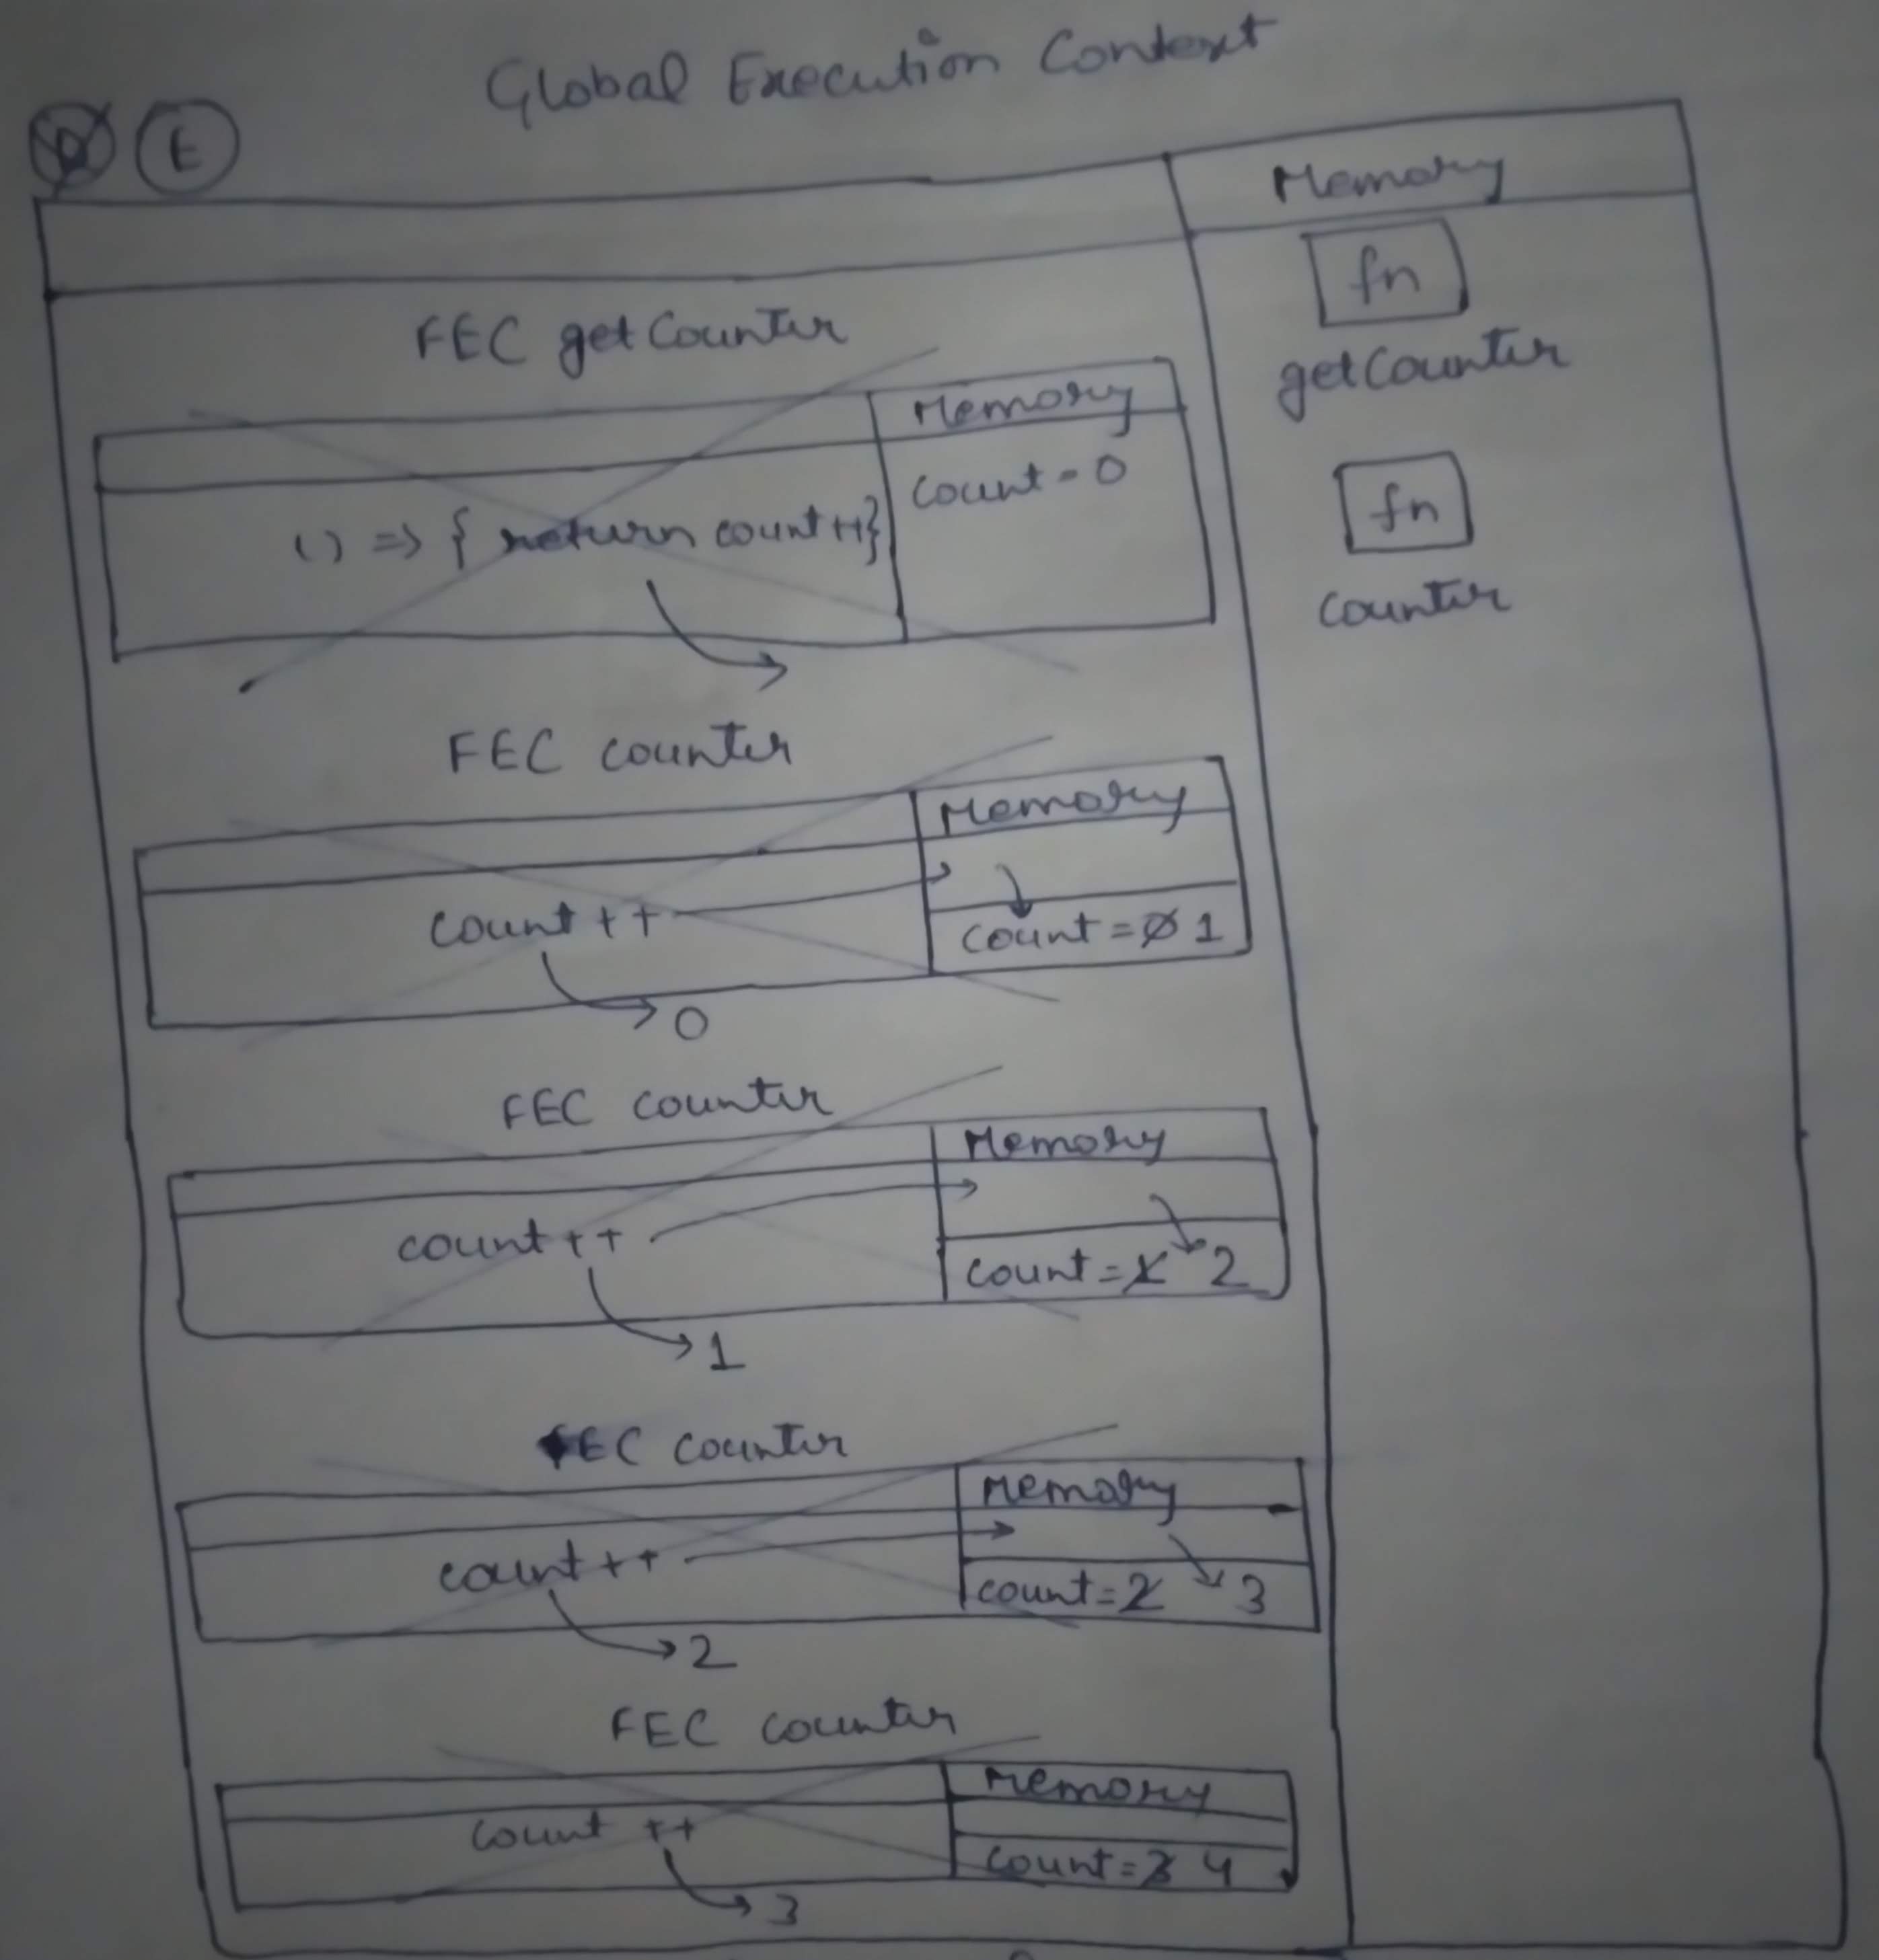 Global Execution Context
E
Memory
fn
getCounter
fn
counter
FEC getCounter
Memory
count = 0
() => { return count++}
FEC counter
Memory
count++
count = 0 1
0
FEC counter
Memory
count++
count = 1 2
1
FEC counter
Memory
count++
count = 2 3
2
FEC counter
Memory
count++
count = 3 4
3